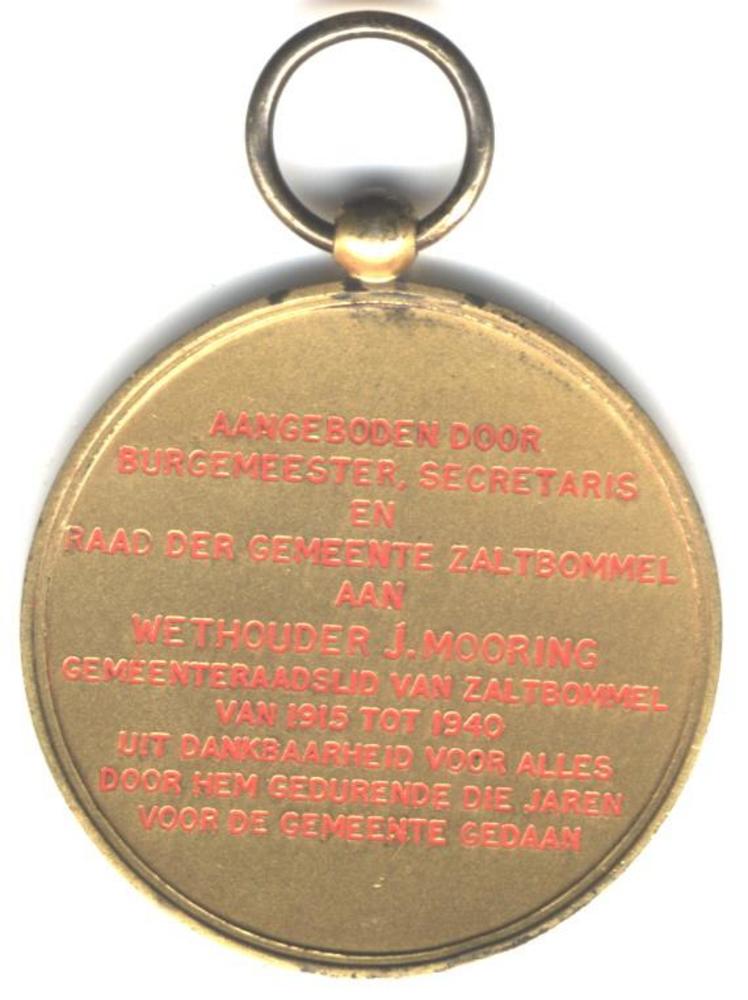 AANGEBODEN DOOR
BURGEMEESTER, SECRETARIS
EN
RAAD DER GEMEENTE ZALTBOMMEL
AAN
WETHOUDER J. MOORING
GEMEENTERAADSLID VAN ZALTBOMMEL
VAN 1915 TOT 1940
UIT DANKBAARHEID VOOR ALLES
DOOR HEM GEDURENDE DIE JAREN
VOOR DE GEMEENTE GEDAAN